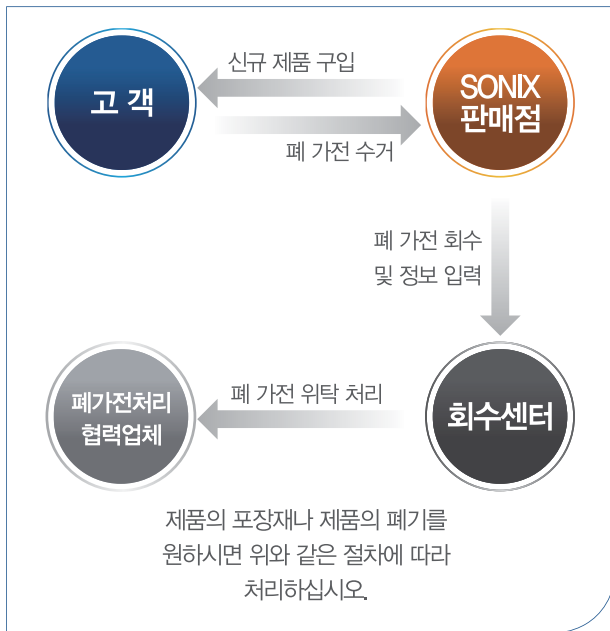 신규 제품 구입
고 객
SONIX
판매점
폐 가전 수거
폐 가전 회수
및 정보 입력
폐 가전 위탁 처리
폐가전처리
협력업체
회수센터
제품의 포장재나 제품의 폐기를
원하시면 위와 같은 절차에 따라
처리하십시오.